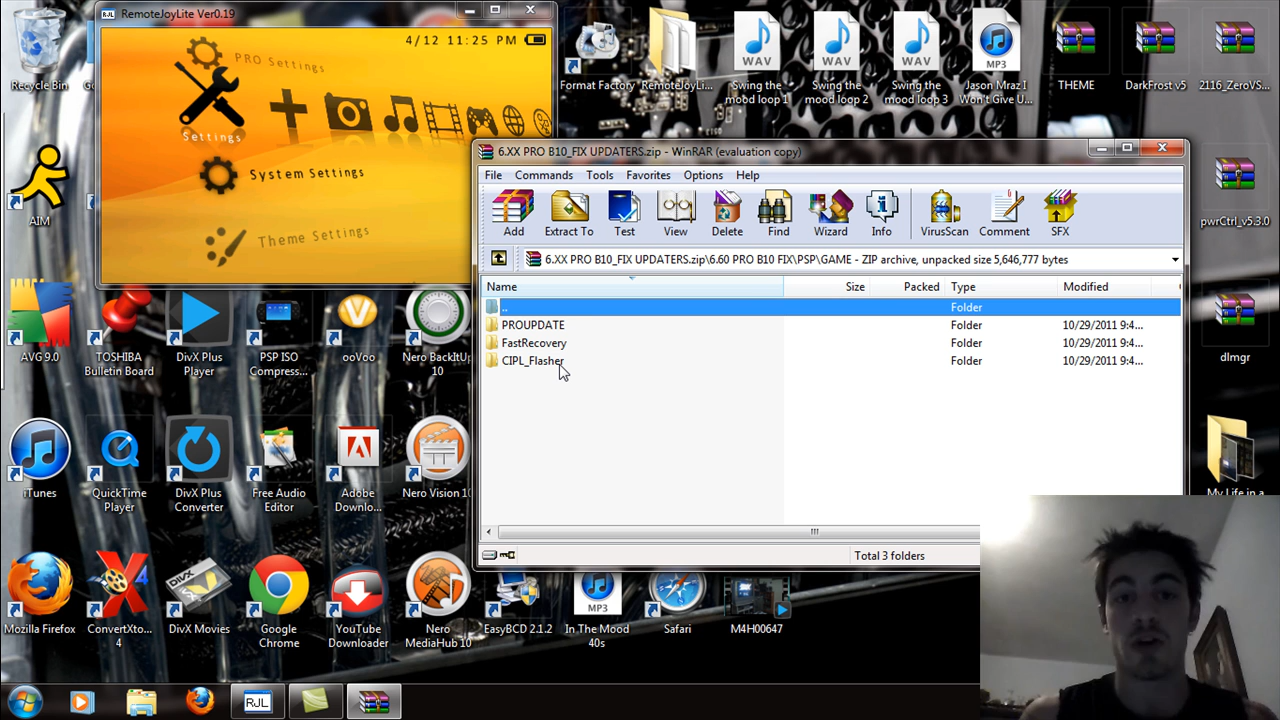 RemoteJoyLite Ver0.19
4/12 11:25 PM
PRO Settings
Settings
System Settings
Theme Settings
Recycle Bin
Format Factory
RemoteJoyLi...
WAV
Swing the
mood loop 1
WAV
Swing the
mood loop 2
WAV
Swing the
mood loop 3
MP3
Jason Mraz I
Won't Give U...
THEME
DarkFrost v5
2116_ZeroVS...
AIM
pwrCtrl_v5.3.0
6.XX PRO B10_FIX UPDATERS.zip - WinRAR (evaluation copy)
File Commands Tools Favorites Options Help
Add Extract To Test View Delete Find Wizard Info VirusScan Comment SFX
6.XX PRO B10_FIX UPDATERS.zip\6.60 PRO B10 FIX\PSP\GAME - ZIP archive, unpacked size 5,646,777 bytes
Name Size Packed Type Modified
.. Folder
PROUPDATE Folder 10/29/2011 9:4...
FastRecovery Folder 10/29/2011 9:4...
CIPL_Flasher Folder 10/29/2011 9:4...
Total 3 folders
AVG 9.0
TOSHIBA
Bulletin Board
DivX Plus
Player
PSP ISO
Compress...
ooVoo
Nero BackItUp
10
dlmgr
iTunes
QuickTime
Player
DivX Plus
Converter
Free Audio
Editor
Adobe
Downlo...
Nero Vision 10
My Life in a
Mozilla Firefox
ConvertXto...
4
DivX Movies
Google
Chrome
YouTube
Downloader
Nero
MediaHub 10
EasyBCD 2.1.2
MP3
In The Mood
40s
Safari
M4H00647
RJL